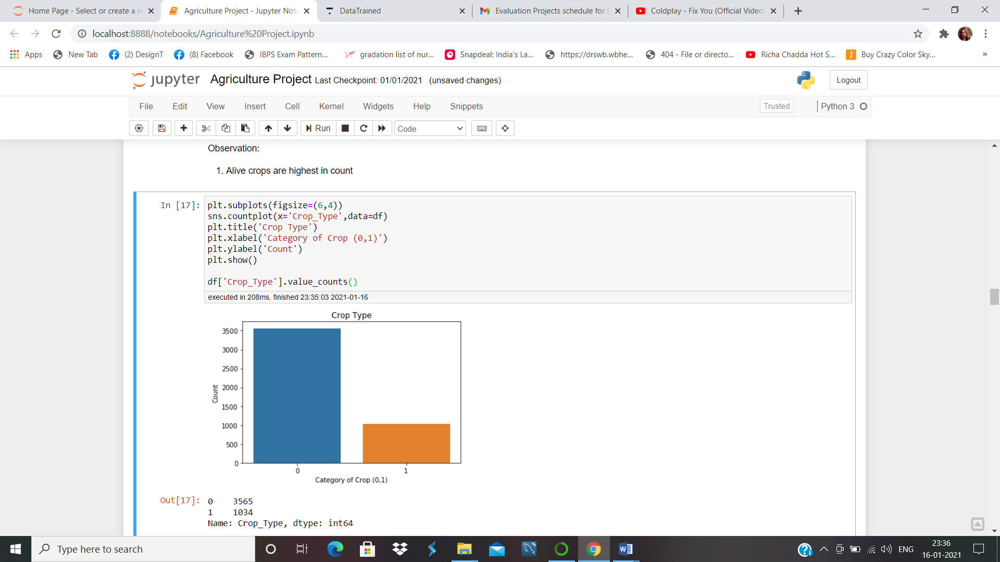 Home Page - Select or create a n
Agriculture Project - Jupyter Not
DataTrained
Evaluation Projects schedule for
Coldplay - Fix You (Official Video)
localhost:8888/notebooks/Agriculture%20Project.ipynb
Apps
New Tab
(2) DesignT
(8) Facebook
IBPS Exam Pattern...
gradation list of nur...
Snapdeal: India's La...
https://drswb.wbhe...
404 - File or directo...
Richa Chadda Hot S...
Buy Crazy Color Sky...
»
jupyter Agriculture Project Last Checkpoint: 01/01/2021 (unsaved changes)
Logout
File Edit View Insert Cell Kernel Widgets Help Snippets
Trusted
Python 3
Run
Code
Observation:
1. Alive crops are highest in count
In [17]:
plt.subplots(figsize=(6,4))
sns.countplot(x='Crop_Type',data=df)
plt.title('Crop Type')
plt.xlabel('Category of Crop (0,1)')
plt.ylabel('Count')
plt.show()
df['Crop_Type'].value_counts()
executed in 208ms, finished 23:35:03 2021-01-16
Crop Type
3500
3000
2500
2000
1500
1000
500
0
Count
0 1
Category of Crop (0,1)
Out[17]:
0 3565
1 1034
Name: Crop_Type, dtype: int64
Type here to search
ENG
23:36
16-01-2021